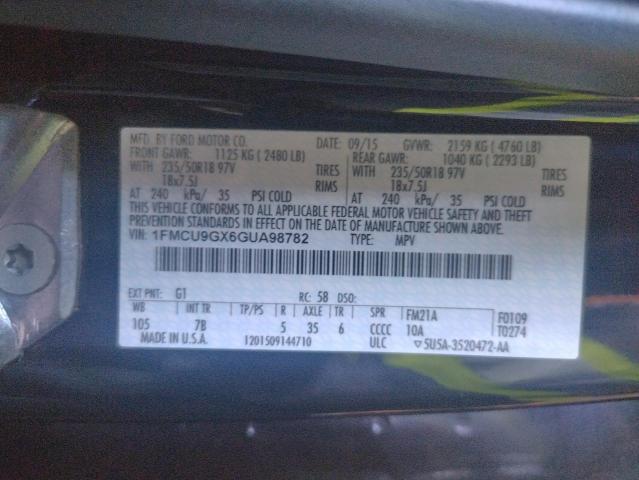 MFD. BY FORD MOTOR CO. DATE: 09/15 GVWR: 2159 KG ( 4760 LB)
FRONT GAWR: 1125 KG ( 2480 LB) REAR GAWR: 1040 KG ( 2293 LB)
WITH 235/50R18 97V TIRES WITH 235/50R18 97V TIRES
18x7.5J RIMS 18x7.5J RIMS
AT 240 kPa/ 35 PSI COLD AT 240 kPa/ 35 PSI COLD
THIS VEHICLE CONFORMS TO ALL APPLICABLE FEDERAL MOTOR VEHICLE SAFETY AND THEFT
PREVENTION STANDARDS IN EFFECT ON THE DATE OF MANUFACTURE SHOWN ABOVE.
VIN: 1FMCU9GX6GUA98782 TYPE: MPV
EXT PNT: G1 RC: 58 DSO:
WB INT TR TP/PS R AXLE TR SPR FM21A F0109
105 7B 5 35 6 CCCC 10A T0274
MADE IN U.S.A. 1201509144710 ULC ▽5U5A-3520472-AA